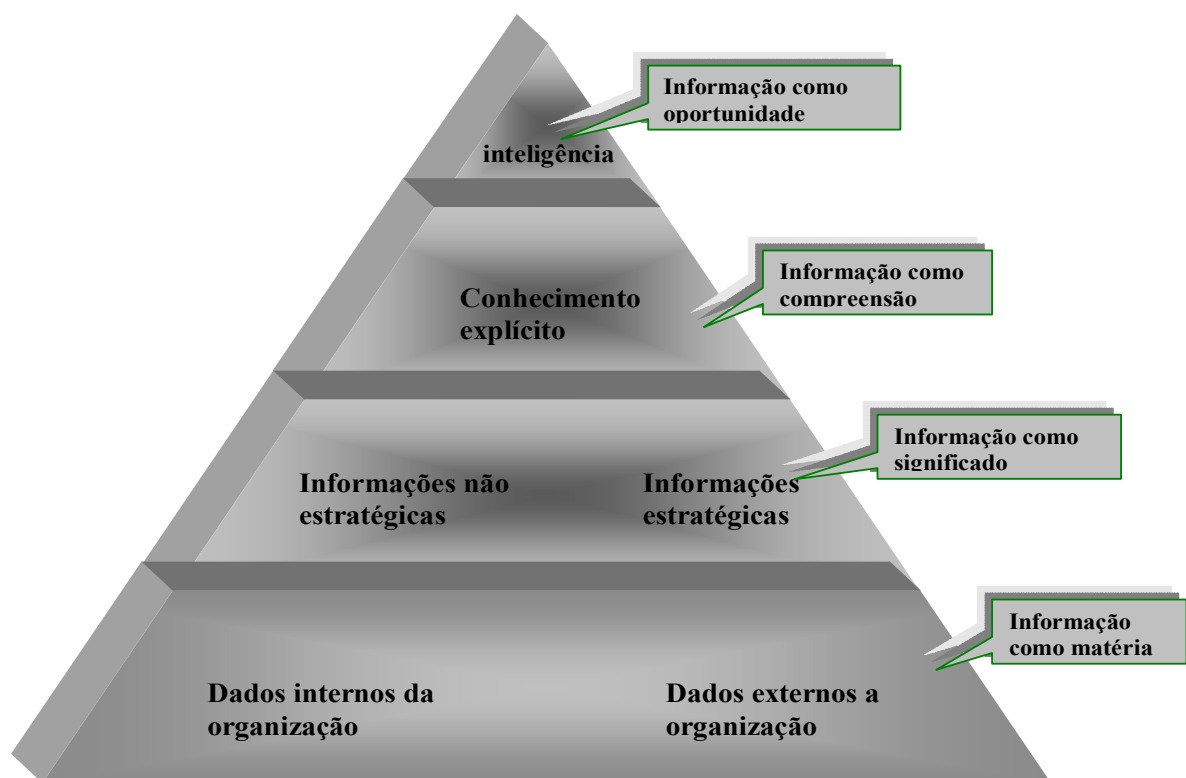 Informação como
oportunidade
inteligência
Informação como
compreensão
Conhecimento
explícito
Informação como
significado
Informações não
estratégicas
Informações
estratégicas
Informação
como matéria
Dados internos da
organização
Dados externos a
organização